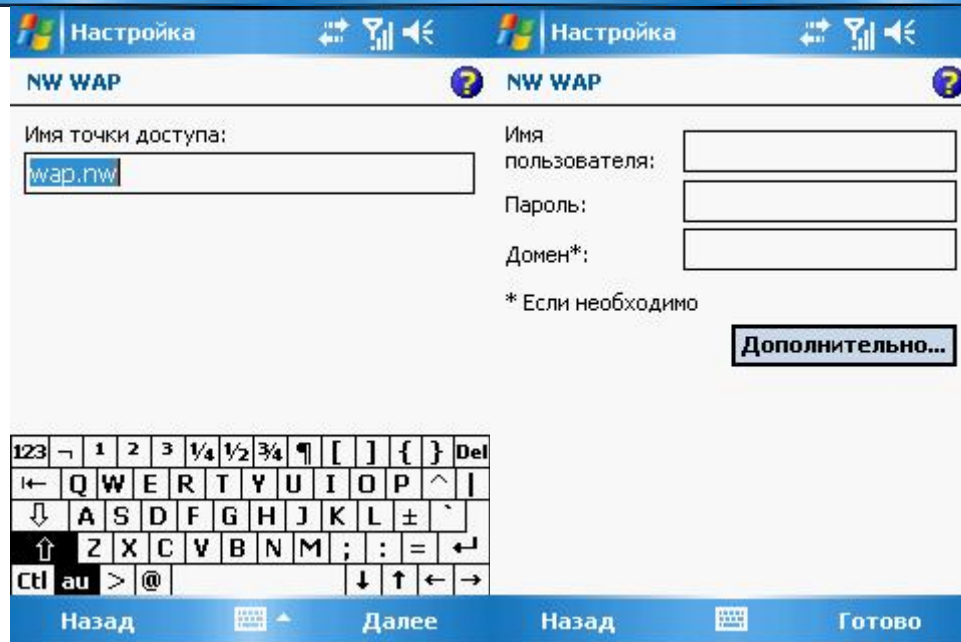 Настройка
NW WAP
Имя точки доступа:
wap.nw
123 ¬ ¹ ² ³ ¼ ½ ¾ ¶ [ ] { } Del
Q W E R T Y U I O P ^ |
A S D F G H J K L ± `
Z X C V B N M ; : =
Ctl au > @ ↓ ↑ ← →
Назад Далее
Настройка
NW WAP
Имя
пользователя:
Пароль:
Домен*:
* Если необходимо
Дополнительно...
Назад Готово